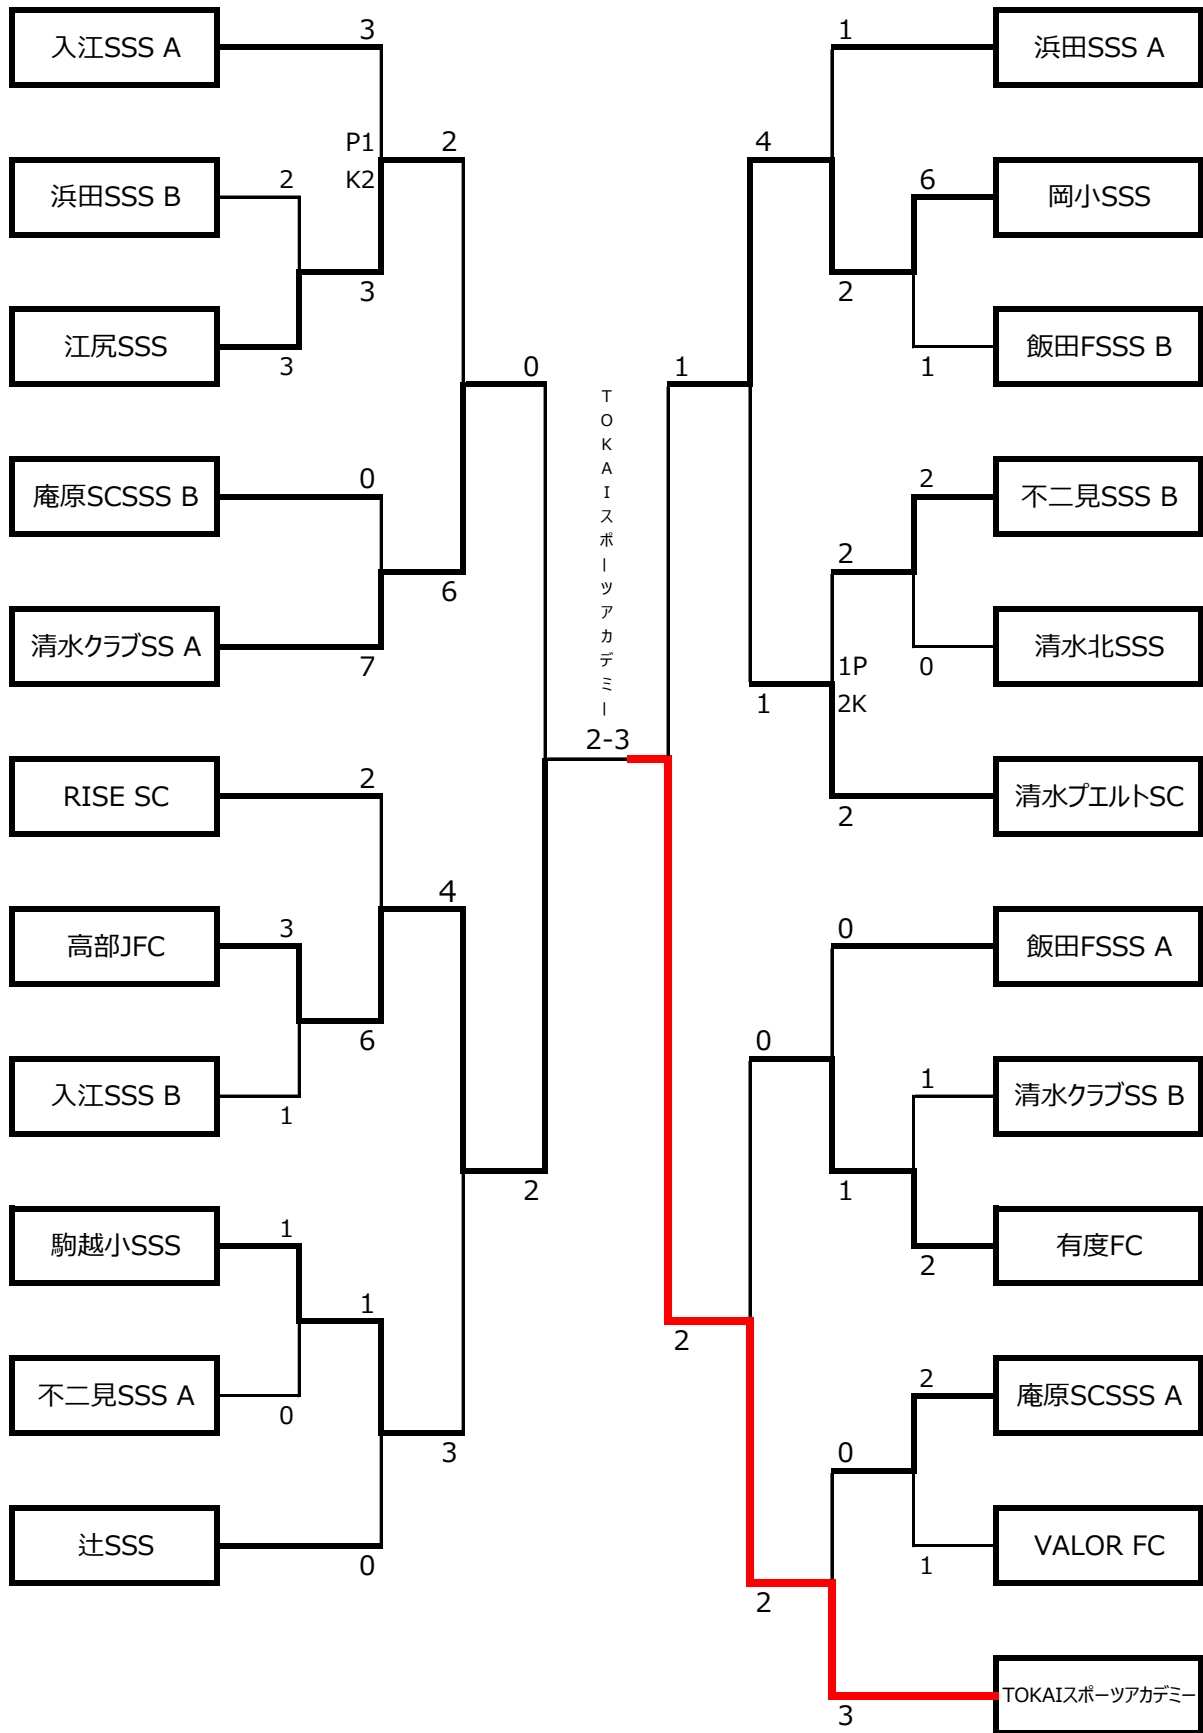 入江SSS A
3
P1
K2
2
浜田SSS B
2
3
江尻SSS
3
0
庵原SCSSS B
0
6
清水クラブSS A
7
RISE SC
2
4
高部JFC
3
6
入江SSS B
1
2
駒越小SSS
1
1
不二見SSS A
0
3
辻SSS
0
TOKAIスポーツアカデミー
2-3
1
浜田SSS A
4
6
岡小SSS
2
1
飯田FSSS B
1
2
不二見SSS B
2
0
清水北SSS
1P
2K
1
2
清水プエルトSC
0
飯田FSSS A
0
1
清水クラブSS B
1
2
有度FC
2
2
庵原SCSSS A
0
1
VALOR FC
2
3
TOKAIスポーツアカデミー